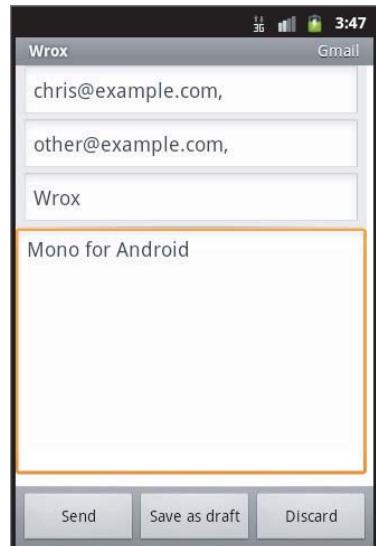 3G 3:47
Wrox Gmail
chris@example.com,
other@example.com,
Wrox
Mono for Android
Send Save as draft Discard